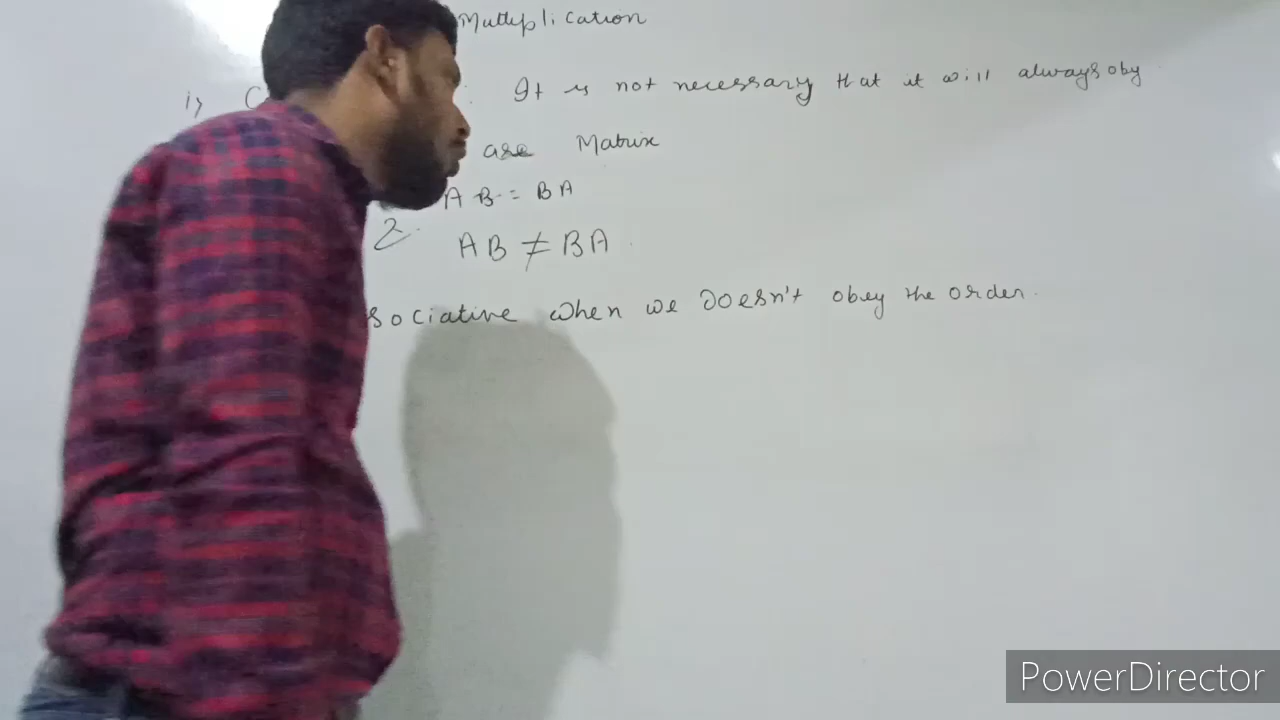 Multiplication
i) C : It is not necessary that it will always oby
are Matrix
AB = BA
2. AB ≠ BA
sociative when we Doesn't obey the order.
PowerDirector